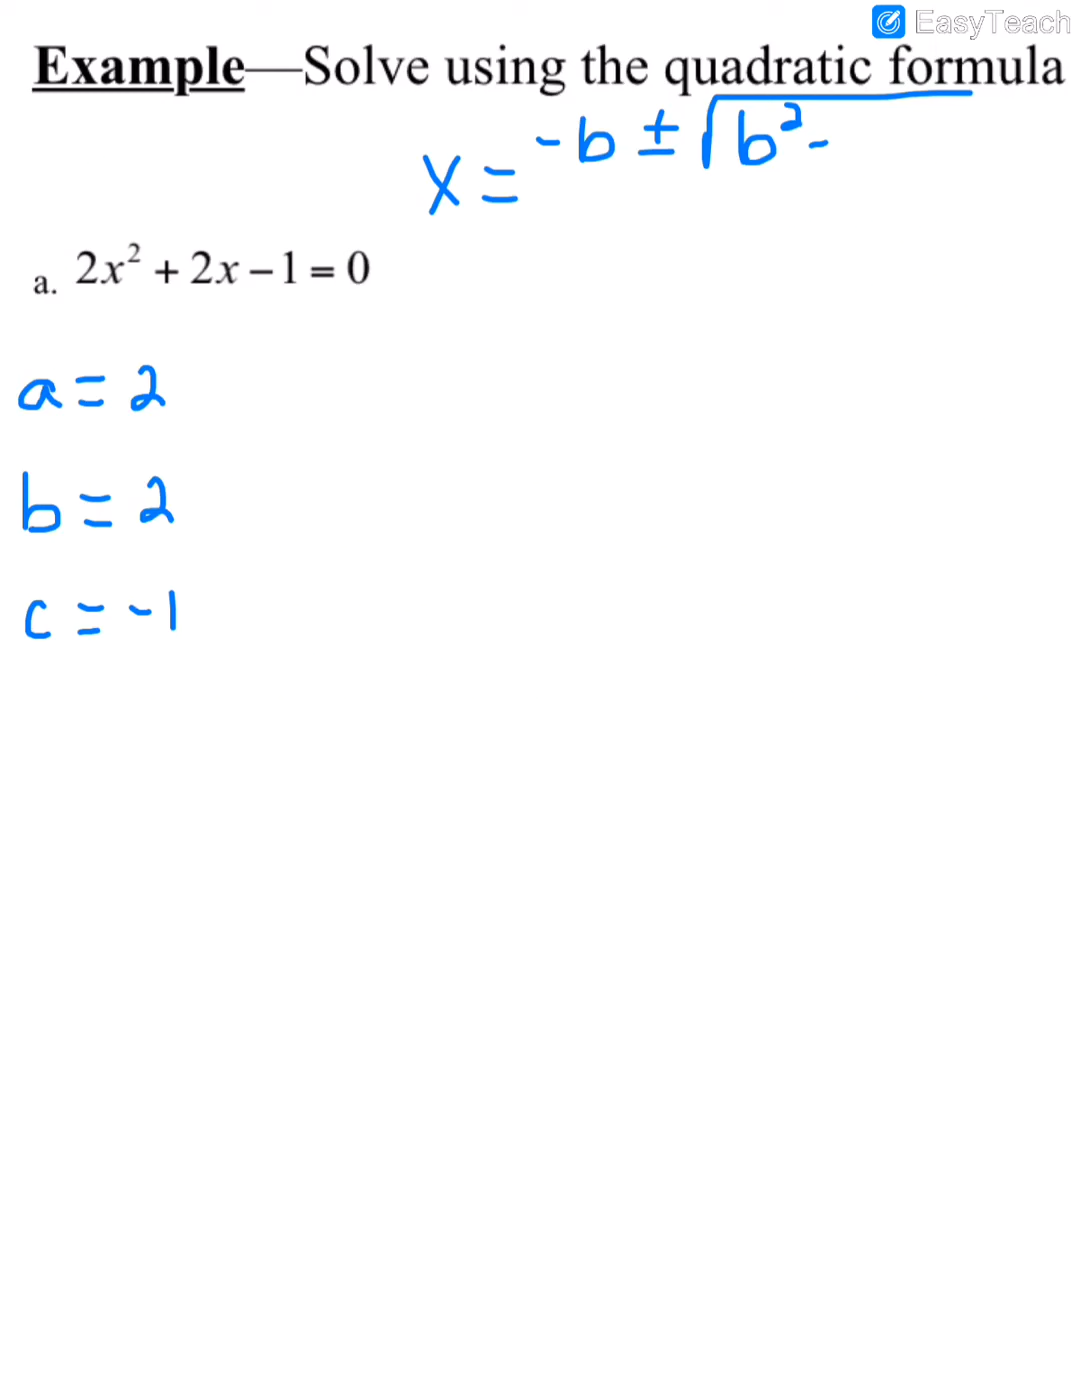 EasyTeach
Example—Solve using the quadratic formula
x = -b ± √b² -
a. 2x² + 2x − 1 = 0
a = 2
b = 2
c = -1